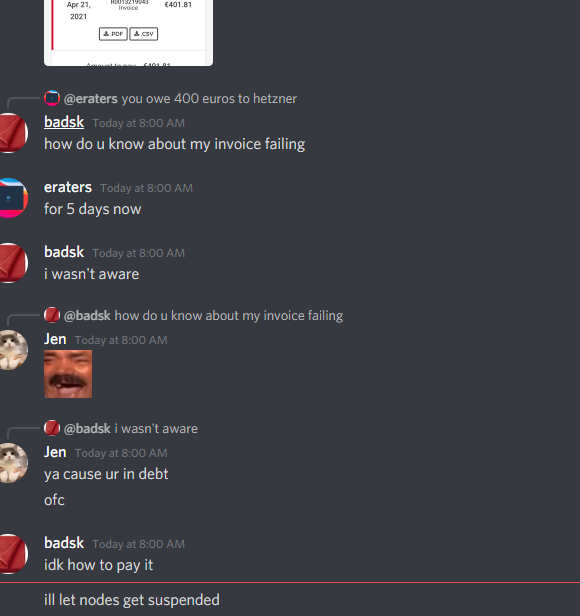 Apr 21,
2021
R0013219043
Invoice
€401.81
.PDF
.CSV
Amount to pay €401.81
@eraters you owe 400 euros to hetzner
badsk Today at 8:00 AM
how do u know about my invoice failing
eraters Today at 8:00 AM
for 5 days now
badsk Today at 8:00 AM
i wasn't aware
@badsk how do u know about my invoice failing
Jen Today at 8:00 AM
@badsk i wasn't aware
Jen Today at 8:00 AM
ya cause ur in debt
ofc
badsk Today at 8:00 AM
idk how to pay it
ill let nodes get suspended